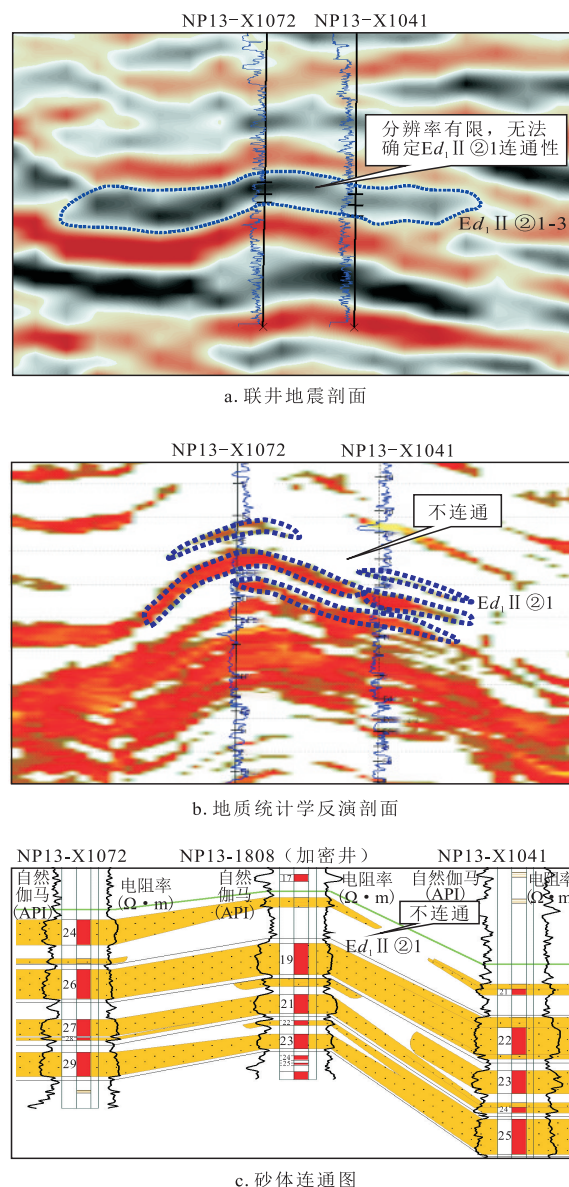 NP13-X1072 NP13-X1041
分辨率有限，无法
确定Ed₁Ⅱ②1连通性
Ed₁Ⅱ②1-3
a.联井地震剖面
NP13-X1072 NP13-X1041
不连通
Ed₁Ⅱ②1
b.地质统计学反演剖面
NP13-X1072 NP13-1808（加密井） NP13-X1041
自然 电阻率 自然 电阻率 自然伽马 电阻率
伽马 (Ω·m) 伽马 (Ω·m) (API) (Ω·m)
(API) (API)
17
不连通
Ed₁Ⅱ②1
24
19
26
21
21
22
27
22
28
23
23
29
24
25
24
25
c.砂体连通图